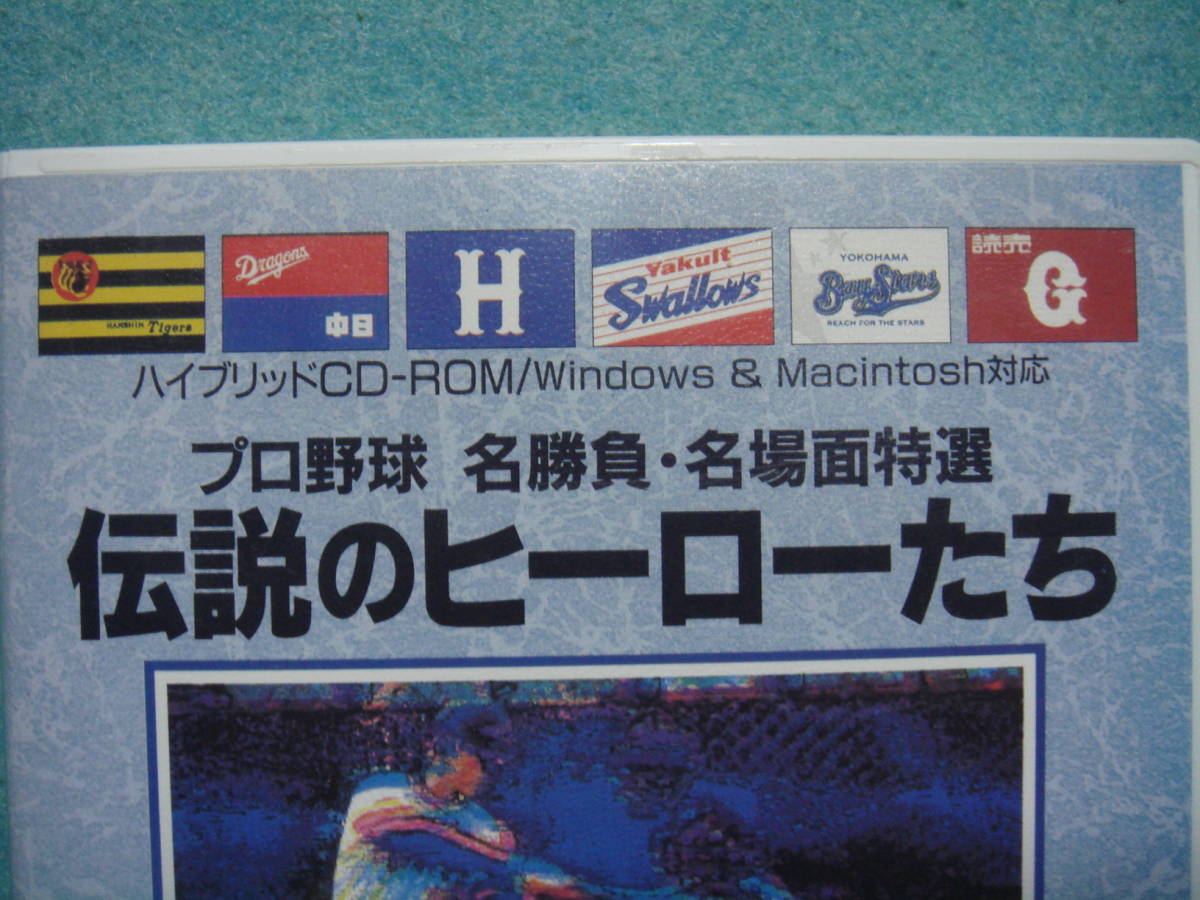 HANSHIN Tigers
Dragons
中日
H
Yakult
Swallows
YOKOHAMA
BayStars
REACH FOR THE STARS
読売
G
ハイブリッドCD-ROM/Windows & Macintosh対応
プロ野球 名勝負・名場面特選
伝説のヒーローたち